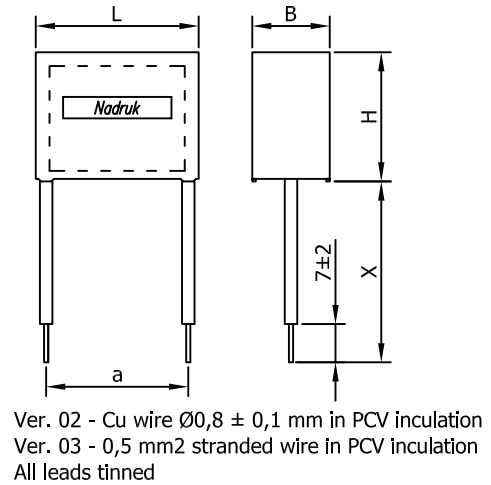 L
B
Nadruk
H
7±2
X
a
Ver. 02 - Cu wire Ø0,8 ± 0,1 mm in PCV inculation
Ver. 03 - 0,5 mm2 stranded wire in PCV inculation
All leads tinned